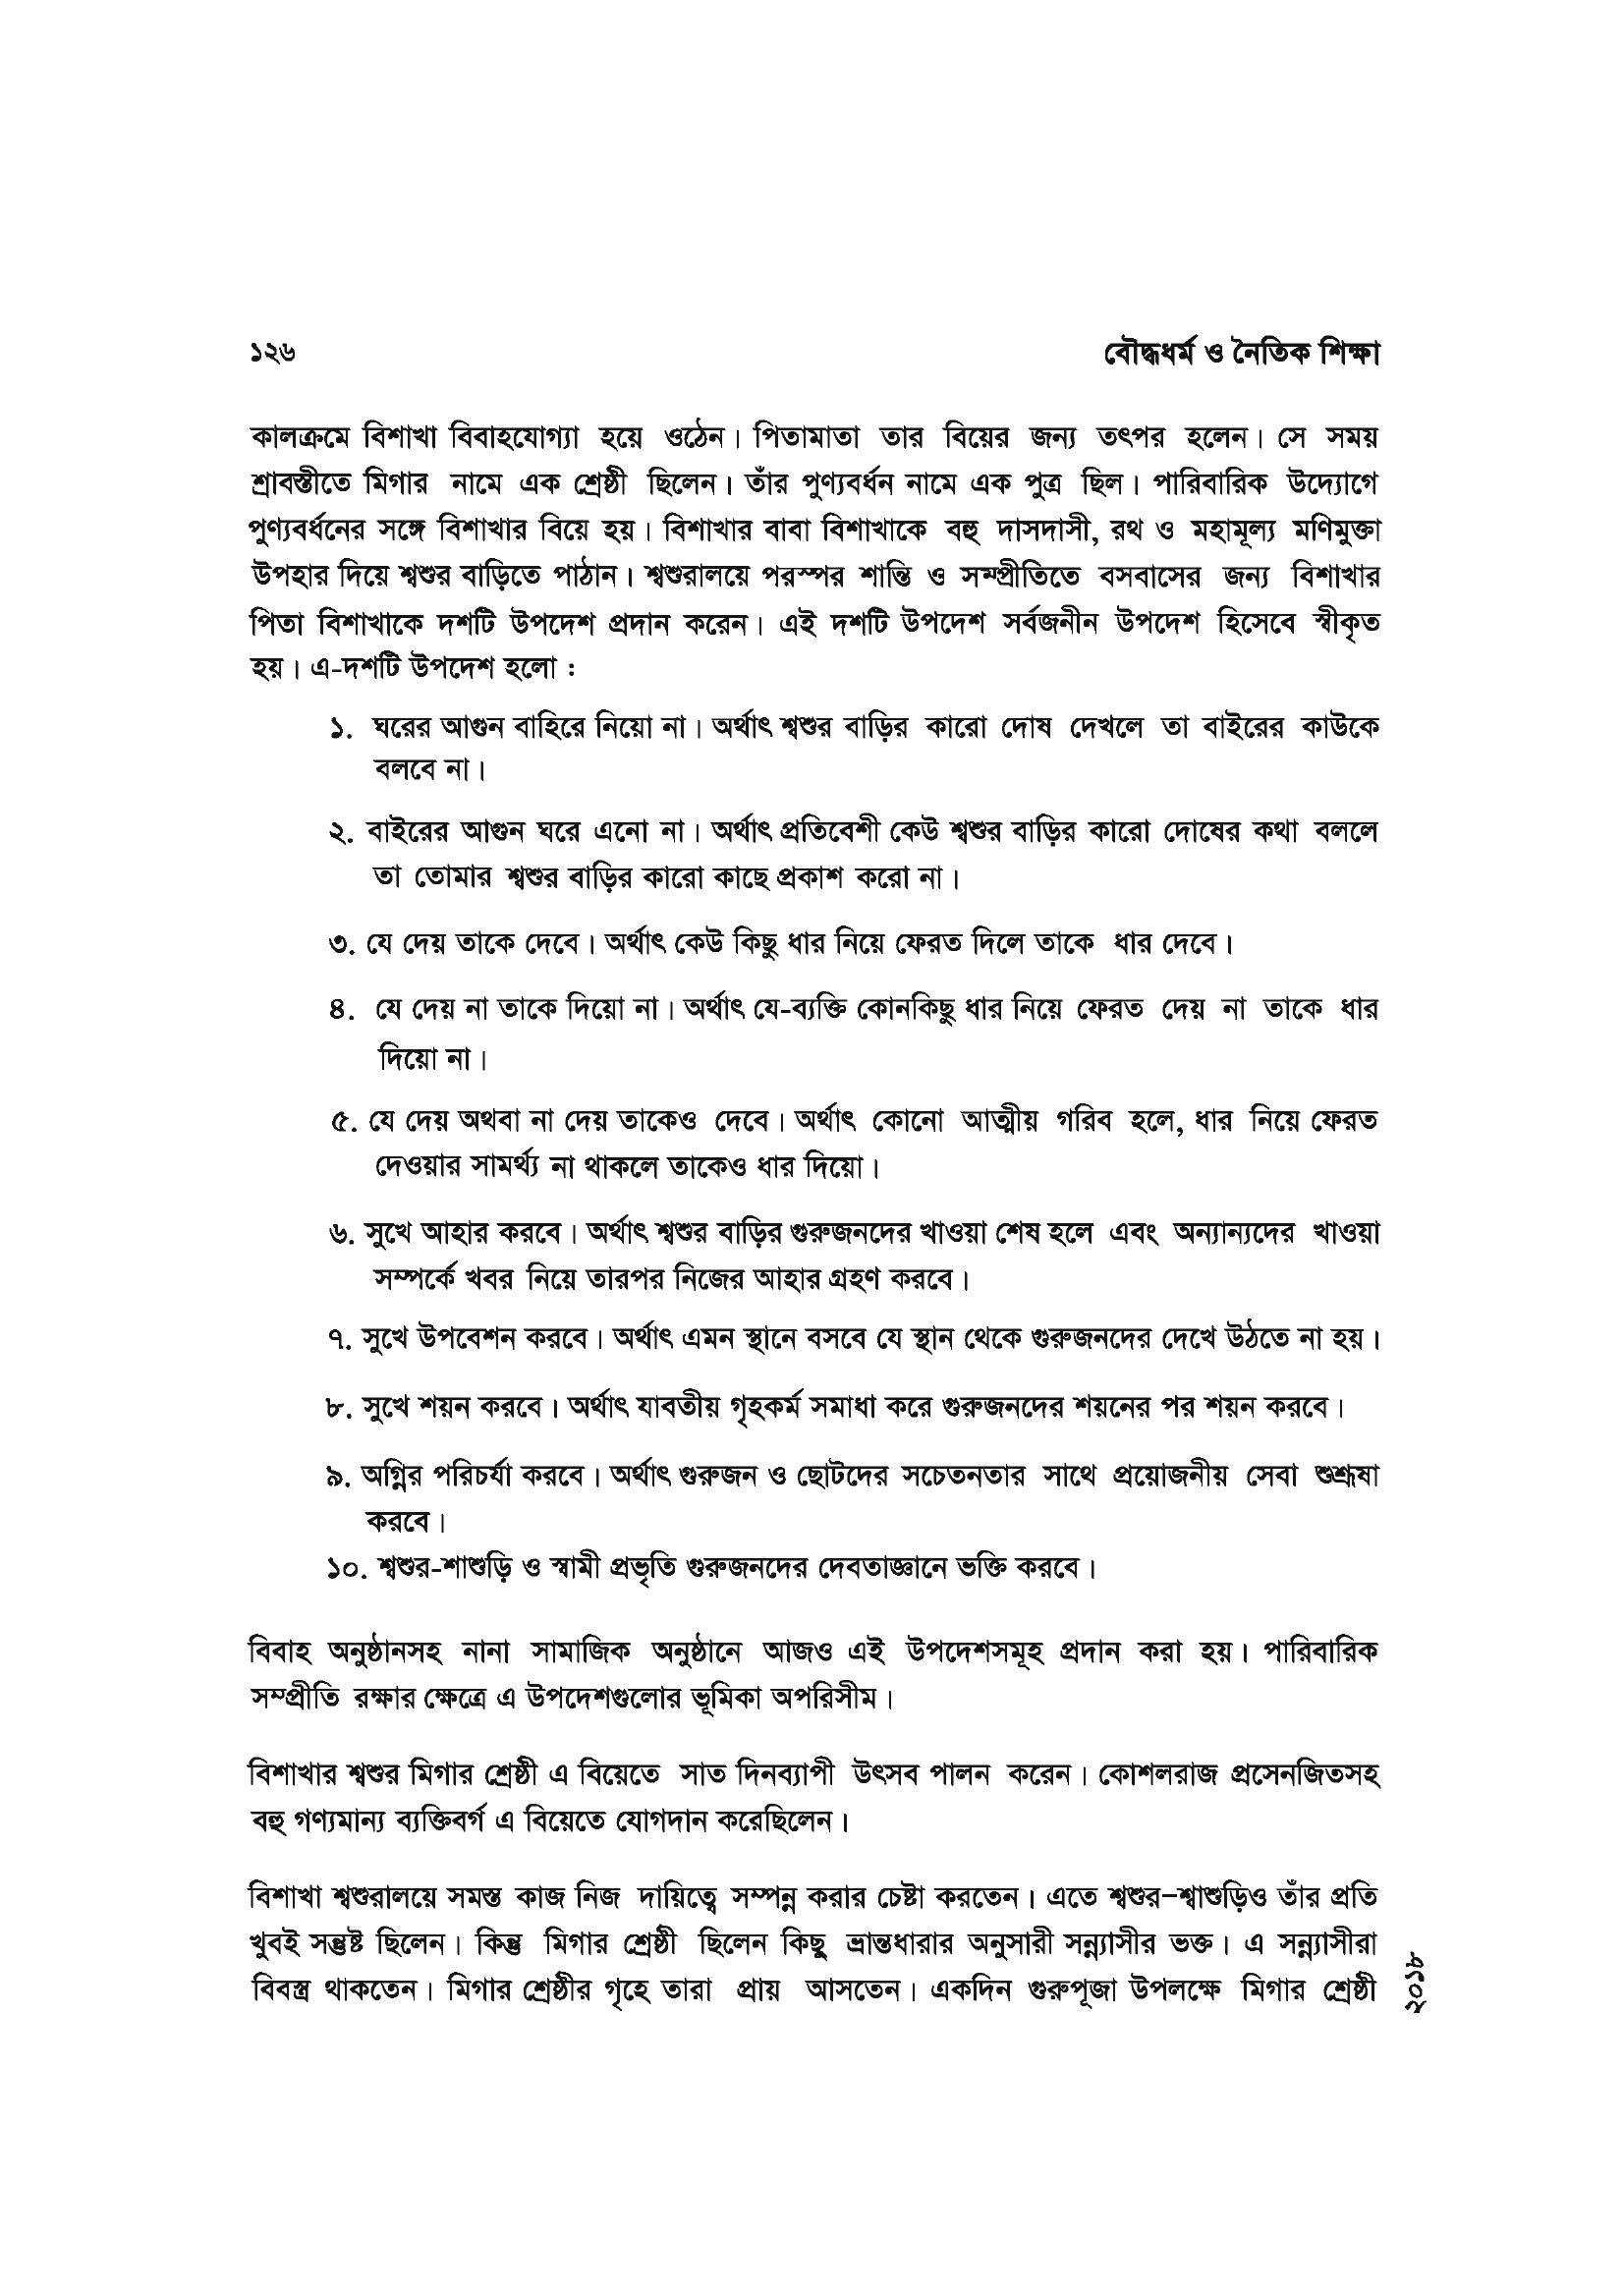 ১২৬ বৌদ্ধধর্ম ও নৈতিক শিক্ষা
কালক্রমে বিশাখা বিবাহযোগ্যা হয়ে ওঠেন। পিতামাতা তার বিয়ের জন্য তৎপর হলেন। সে সময়
শ্রাবস্তীতে মিগার নামে এক শ্রেষ্ঠী ছিলেন। তাঁর পুণ্যবর্ধন নামে এক পুত্র ছিল। পারিবারিক উদ্যোগে
পুণ্যবর্ধনের সঙ্গে বিশাখার বিয়ে হয়। বিশাখার বাবা বিশাখাকে বহু দাসদাসী, রথ ও মহামূল্য মণিমুক্তা
উপহার দিয়ে শ্বশুর বাড়িতে পাঠান। শ্বশুরালয়ে পরস্পর শান্তি ও সম্প্রীতিতে বসবাসের জন্য বিশাখার
পিতা বিশাখাকে দশটি উপদেশ প্রদান করেন। এই দশটি উপদেশ সর্বজনীন উপদেশ হিসেবে স্বীকৃত
হয়। এ-দশটি উপদেশ হলো :
১. ঘরের আগুন বাহিরে নিয়ো না। অর্থাৎ শ্বশুর বাড়ির কারো দোষ দেখলে তা বাইরের কাউকে
বলবে না।
২. বাইরের আগুন ঘরে এনো না। অর্থাৎ প্রতিবেশী কেউ শ্বশুর বাড়ির কারো দোষের কথা বললে
তা তোমার শ্বশুর বাড়ির কারো কাছে প্রকাশ করো না।
৩. যে দেয় তাকে দেবে। অর্থাৎ কেউ কিছু ধার নিয়ে ফেরত দিলে তাকে ধার দেবে।
৪. যে দেয় না তাকে দিয়ো না। অর্থাৎ যে-ব্যক্তি কোনকিছু ধার নিয়ে ফেরত দেয় না তাকে ধার
দিয়ো না।
৫. যে দেয় অথবা না দেয় তাকেও দেবে। অর্থাৎ কোনো আত্মীয় গরিব হলে, ধার নিয়ে ফেরত
দেওয়ার সামর্থ্য না থাকলে তাকেও ধার দিয়ো।
৬. সুখে আহার করবে। অর্থাৎ শ্বশুর বাড়ির গুরুজনদের খাওয়া শেষ হলে এবং অন্যান্যদের খাওয়া
সম্পর্কে খবর নিয়ে তারপর নিজের আহার গ্রহণ করবে।
৭. সুখে উপবেশন করবে। অর্থাৎ এমন স্থানে বসবে যে স্থান থেকে গুরুজনদের দেখে উঠতে না হয়।
৮. সুখে শয়ন করবে। অর্থাৎ যাবতীয় গৃহকর্ম সমাধা করে গুরুজনদের শয়নের পর শয়ন করবে।
৯. অগ্নির পরিচর্যা করবে। অর্থাৎ গুরুজন ও ছোটদের সচেতনতার সাথে প্রয়োজনীয় সেবা শুশ্রূষা
করবে।
১০. শ্বশুর-শাশুড়ি ও স্বামী প্রভৃতি গুরুজনদের দেবতাজ্ঞানে ভক্তি করবে।
বিবাহ অনুষ্ঠানসহ নানা সামাজিক অনুষ্ঠানে আজও এই উপদেশসমূহ প্রদান করা হয়। পারিবারিক
সম্প্রীতি রক্ষার ক্ষেত্রে এ উপদেশগুলোর ভূমিকা অপরিসীম।
বিশাখার শ্বশুর মিগার শ্রেষ্ঠী এ বিয়েতে সাত দিনব্যাপী উৎসব পালন করেন। কোশলরাজ প্রসেনজিতসহ
বহু গণ্যমান্য ব্যক্তিবর্গ এ বিয়েতে যোগদান করেছিলেন।
বিশাখা শ্বশুরালয়ে সমস্ত কাজ নিজ দায়িত্বে সম্পন্ন করার চেষ্টা করতেন। এতে শ্বশুর-শ্বাশুড়িও তাঁর প্রতি
খুবই সন্তুষ্ট ছিলেন। কিন্তু মিগার শ্রেষ্ঠী ছিলেন কিছু ভ্রান্তধারার অনুসারী সন্ন্যাসীর ভক্ত। এ সন্ন্যাসীরা
বিবস্ত্র থাকতেন। মিগার শ্রেষ্ঠীর গৃহে তারা প্রায় আসতেন। একদিন গুরুপূজা উপলক্ষে মিগার শ্রেষ্ঠী
২০১৮